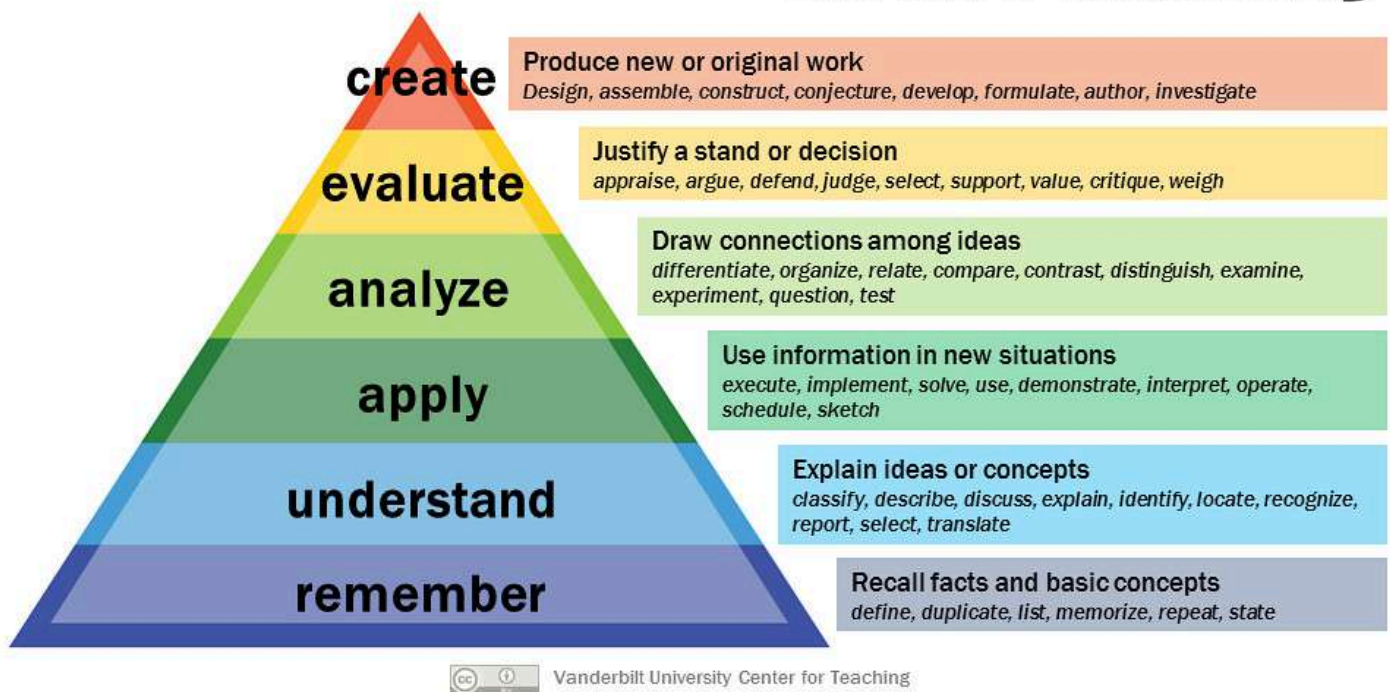 create
Produce new or original work
Design, assemble, construct, conjecture, develop, formulate, author, investigate
evaluate
Justify a stand or decision
appraise, argue, defend, judge, select, support, value, critique, weigh
analyze
Draw connections among ideas
differentiate, organize, relate, compare, contrast, distinguish, examine,
experiment, question, test
apply
Use information in new situations
execute, implement, solve, use, demonstrate, interpret, operate,
schedule, sketch
understand
Explain ideas or concepts
classify, describe, discuss, explain, identify, locate, recognize,
report, select, translate
remember
Recall facts and basic concepts
define, duplicate, list, memorize, repeat, state
cc
Vanderbilt University Center for Teaching